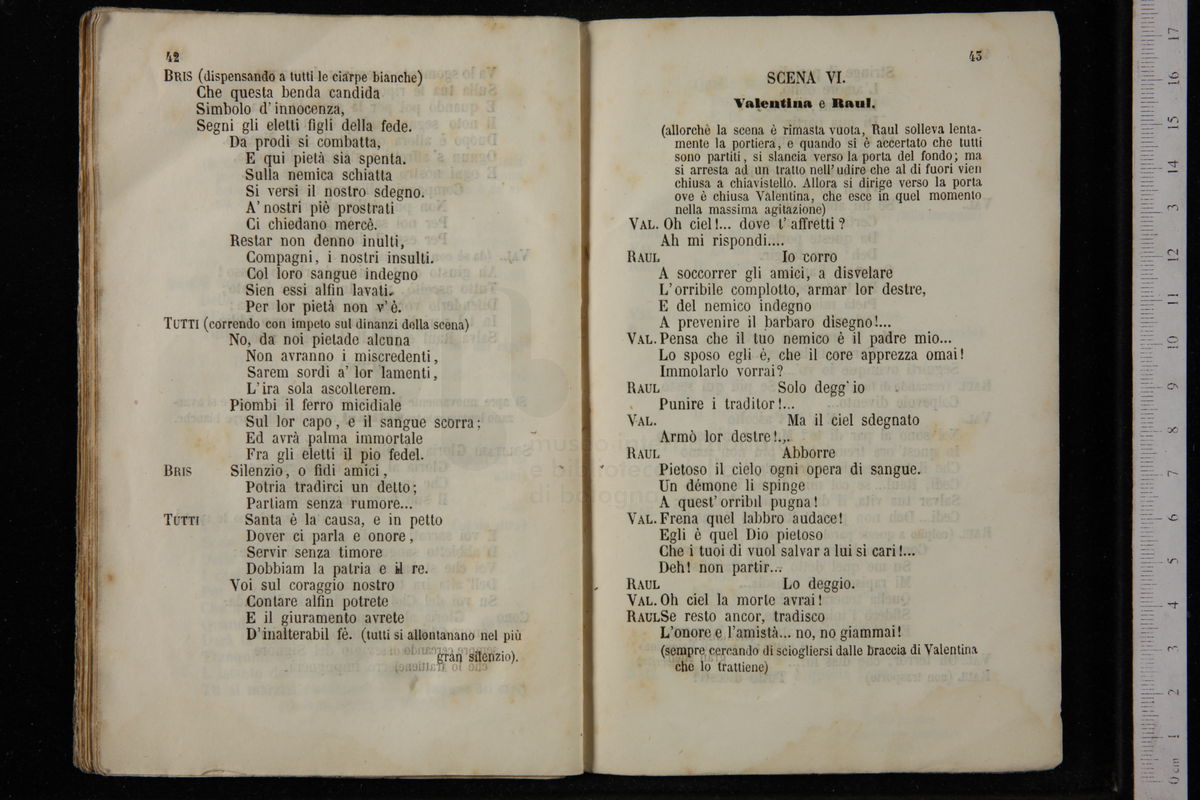 42
BRIS (dispensando a tutti le ciarpe bianche)
Che questa benda candida
Simbolo d' innocenza,
Segni gli eletti figli della fede.
Da prodi si combatta,
E qui pietà sia spenta.
Sulla nemica schiatta
Si versi il nostro sdegno.
A' nostri piè prostrati
Ci chiedano mercè.
Restar non denno inulti,
Compagni, i nostri insulti.
Col loro sangue indegno
Sien essi alfin lavati.
Per lor pietà non v' è.
TUTTI (correndo con impeto sul dinanzi della scena)
No, da noi pietade alcuna
Non avranno i miscredenti,
Sarem sordi a' lor lamenti,
L' ira sola ascolterem.
Piombi il ferro micidiale
Sul lor capo, e il sangue scorra;
Ed avrà palma immortale
Fra gli eletti il pio fedel.
BRIS Silenzio, o fidi amici,
Potria tradirci un detto;
Partiam senza rumore...
TUTTI Santa è la causa, e in petto
Dover ci parla e onore,
Servir senza timore
Dobbiam la patria e il re.
Voi sul coraggio nostro
Contare alfin potrete
E il giuramento avrete
D'inalterabil fè. (tutti si allontanano nel più
gran silenzio).
43
SCENA VI.
Valentina e Raul.
(allorchè la scena è rimasta vuota, Raul solleva lenta-
mente la portiera, e quando si è accertato che tutti
sono partiti, si slancia verso la porta del fondo; ma
si arresta ad un tratto nell' udire che al di fuori vien
chiusa a chiavistello. Allora si dirige verso la porta
ove è chiusa Valentina, che esce in quel momento
nella massima agitazione)
VAL. Oh ciel!... dove t' affretti?
Ah mi rispondi....
RAUL Io corro
A soccorrer gli amici, a disvelare
L' orribile complotto, armar lor destre,
E del nemico indegno
A prevenire il barbaro disegno!...
VAL. Pensa che il tuo nemico è il padre mio...
Lo sposo egli è, che il core apprezza omai!
Immolarlo vorrai?
RAUL Solo degg' io
Punire i traditor!...
VAL. Ma il ciel sdegnato
Armò lor destre!...
RAUL Abborre
Pietoso il cielo ogni opera di sangue.
Un démone li spinge
A quest' orribil pugna!
VAL. Frena quel labbro audace!
Egli è quel Dio pietoso
Che i tuoi dì vuol salvar a lui sì cari!...
Deh! non partir...
RAUL Lo deggio.
VAL. Oh ciel la morte avrai!
RAUL Se resto ancor, tradisco
L'onore e l'amistà... no, no giammai!
(sempre cercando di sciogliersi dalle braccia di Valentina
che lo trattiene)